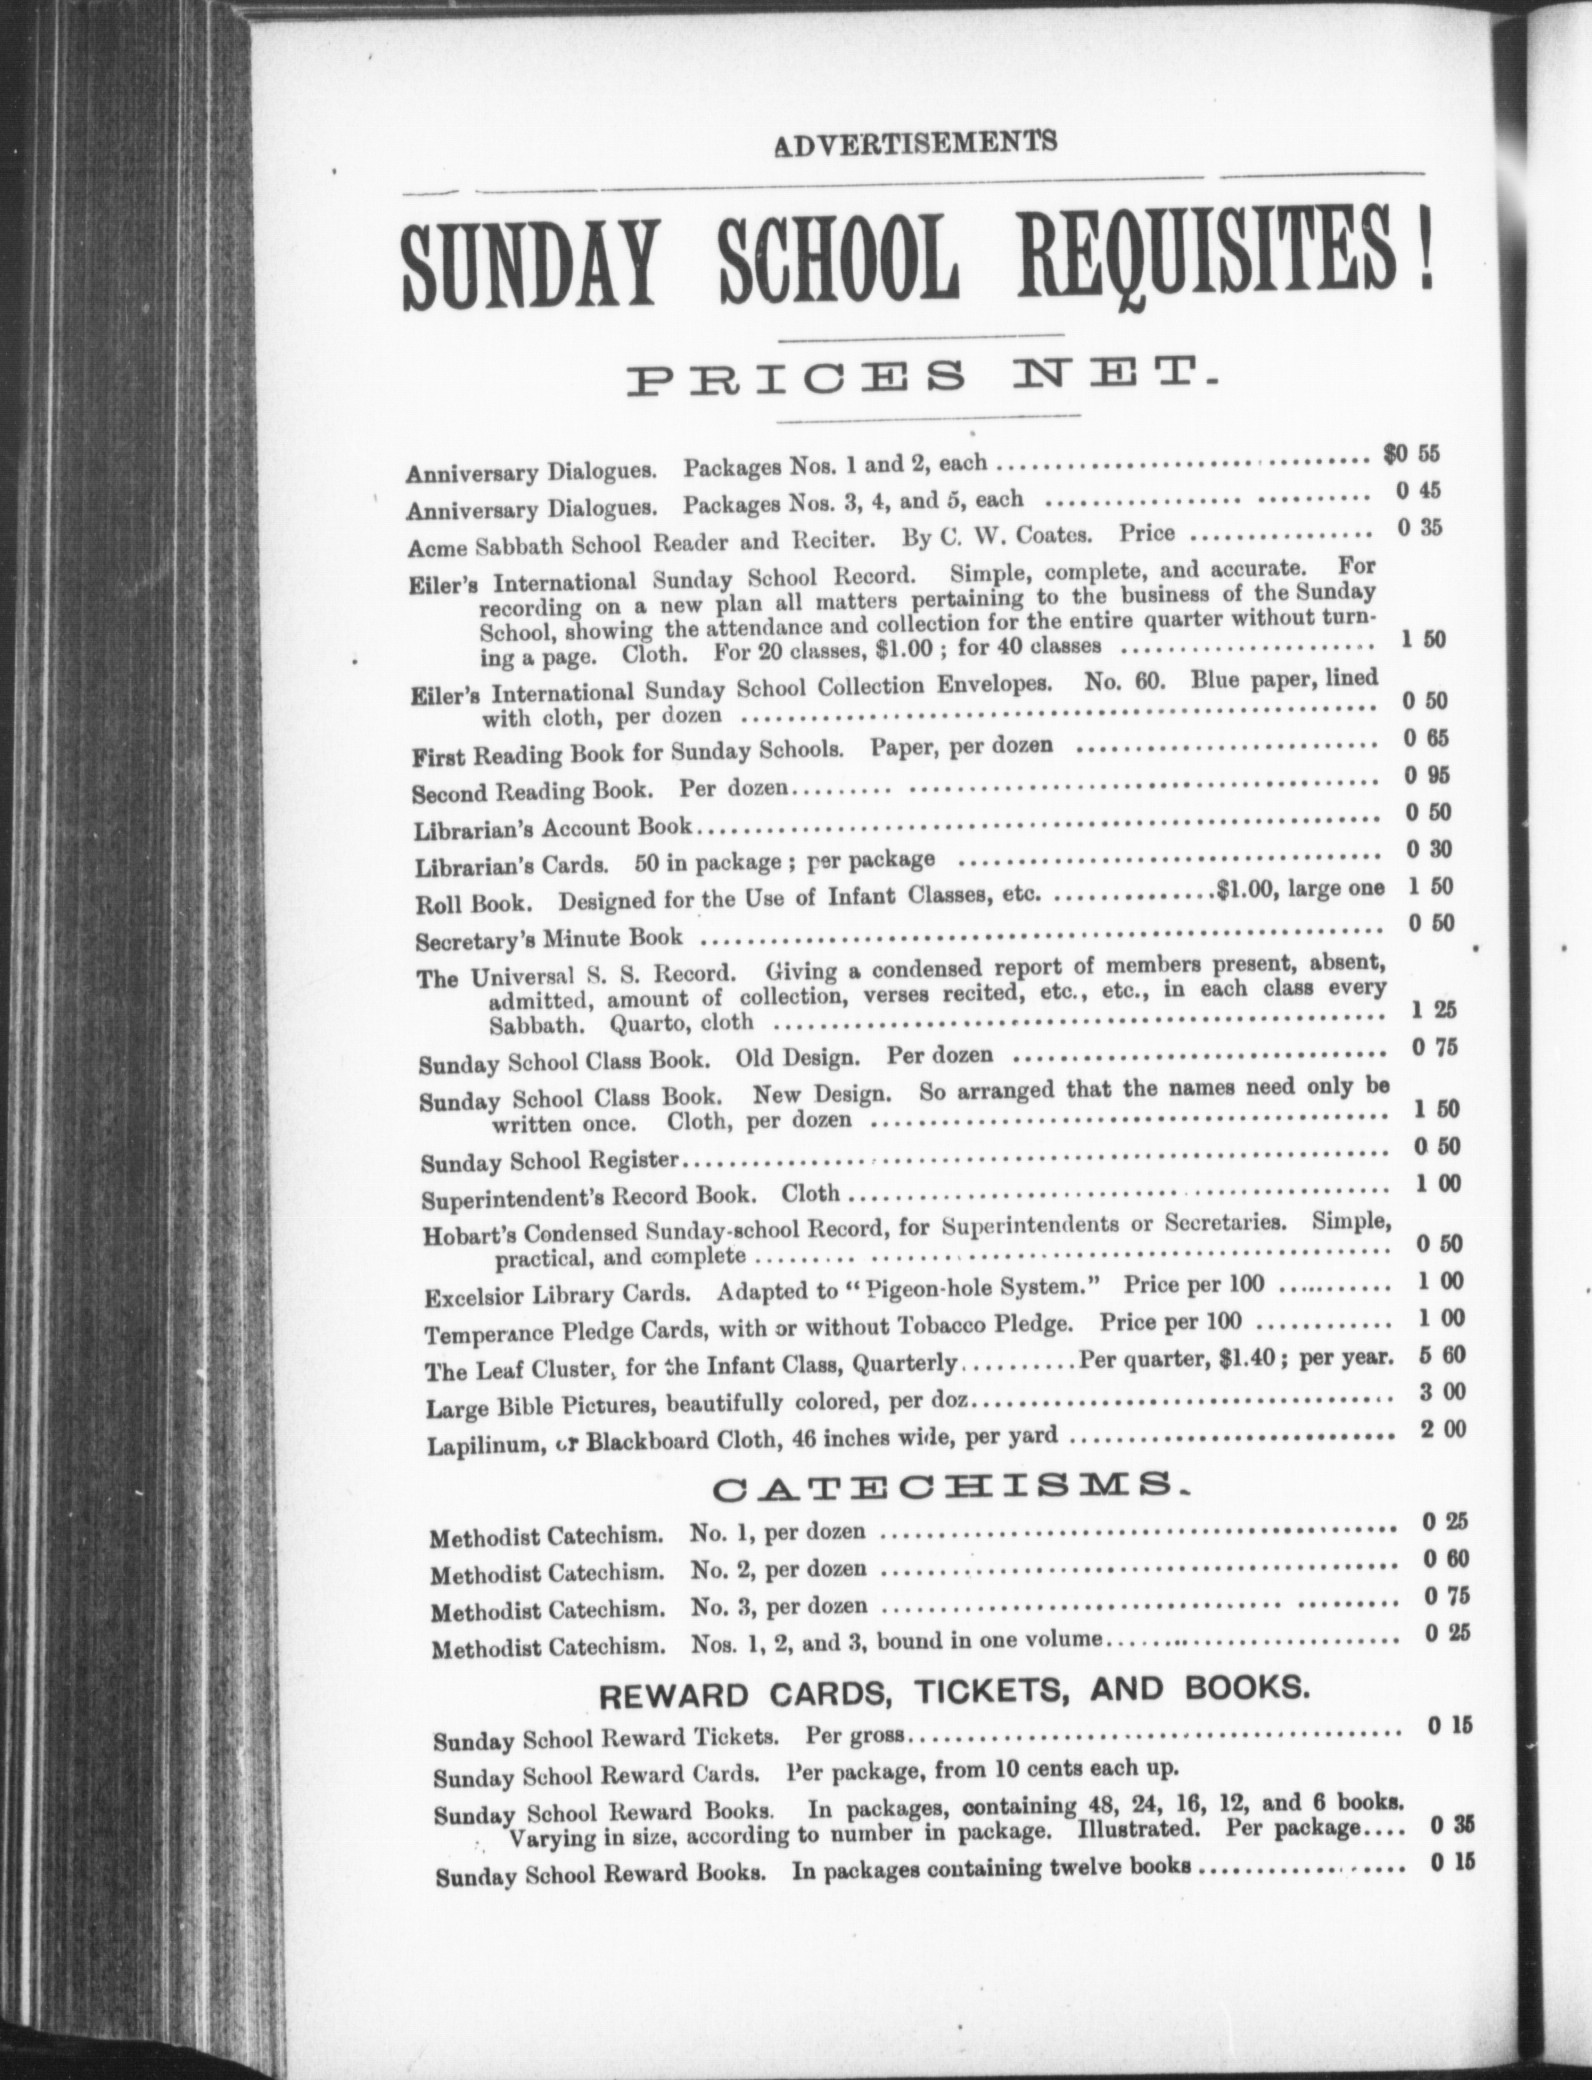 ADVERTISEMENTS
SUNDAY SCHOOL REQUISITES!
PRICES NET.
Anniversary Dialogues. Packages Nos. 1 and 2, each ................................ $0 55
Anniversary Dialogues. Packages Nos. 3, 4, and 5, each ............................ 0 45
Acme Sabbath School Reader and Reciter. By C. W. Coates. Price ................ 0 35
Eiler's International Sunday School Record. Simple, complete, and accurate. For
recording on a new plan all matters pertaining to the business of the Sunday
School, showing the attendance and collection for the entire quarter without turn-
ing a page. Cloth. For 20 classes, $1.00; for 40 classes ...................... 1 50
Eiler's International Sunday School Collection Envelopes. No. 60. Blue paper, lined
with cloth, per dozen ...................................................... 0 50
First Reading Book for Sunday Schools. Paper, per dozen .......................... 0 65
Second Reading Book. Per dozen......... ........................................ 0 95
Librarian's Account Book.......................................................... 0 50
Librarian's Cards. 50 in package; per package .................................... 0 30
Roll Book. Designed for the Use of Infant Classes, etc. ..............$1.00, large one 1 50
Secretary's Minute Book .......................................................... 0 50
The Universal S. S. Record. Giving a condensed report of members present, absent,
admitted, amount of collection, verses recited, etc., etc., in each class every
Sabbath. Quarto, cloth .................................................... 1 25
Sunday School Class Book. Old Design. Per dozen ................................ 0 75
Sunday School Class Book. New Design. So arranged that the names need only be
written once. Cloth, per dozen ............................................ 1 50
Sunday School Register............................................................ 0 50
Superintendent's Record Book. Cloth .............................................. 1 00
Hobart's Condensed Sunday-school Record, for Superintendents or Secretaries. Simple,
practical, and complete ......... .......................................... 0 50
Excelsior Library Cards. Adapted to "Pigeon-hole System." Price per 100 ........... 1 00
Temperance Pledge Cards, with or without Tobacco Pledge. Price per 100 ............ 1 00
The Leaf Cluster, for the Infant Class, Quarterly..........Per quarter, $1.40; per year. 5 60
Large Bible Pictures, beautifully colored, per doz.................................... 3 00
Lapilinum, or Blackboard Cloth, 46 inches wide, per yard ............................ 2 00
CATECHISMS.
Methodist Catechism. No. 1, per dozen ............................................ 0 25
Methodist Catechism. No. 2, per dozen ............................................ 0 60
Methodist Catechism. No. 3, per dozen ............................................ 0 75
Methodist Catechism. Nos. 1, 2, and 3, bound in one volume......................... 0 25
REWARD CARDS, TICKETS, AND BOOKS.
Sunday School Reward Tickets. Per gross.......................................... 0 15
Sunday School Reward Cards. Per package, from 10 cents each up.
Sunday School Reward Books. In packages, containing 48, 24, 16, 12, and 6 books.
Varying in size, according to number in package. Illustrated. Per package.... 0 35
Sunday School Reward Books. In packages containing twelve books .................. 0 15